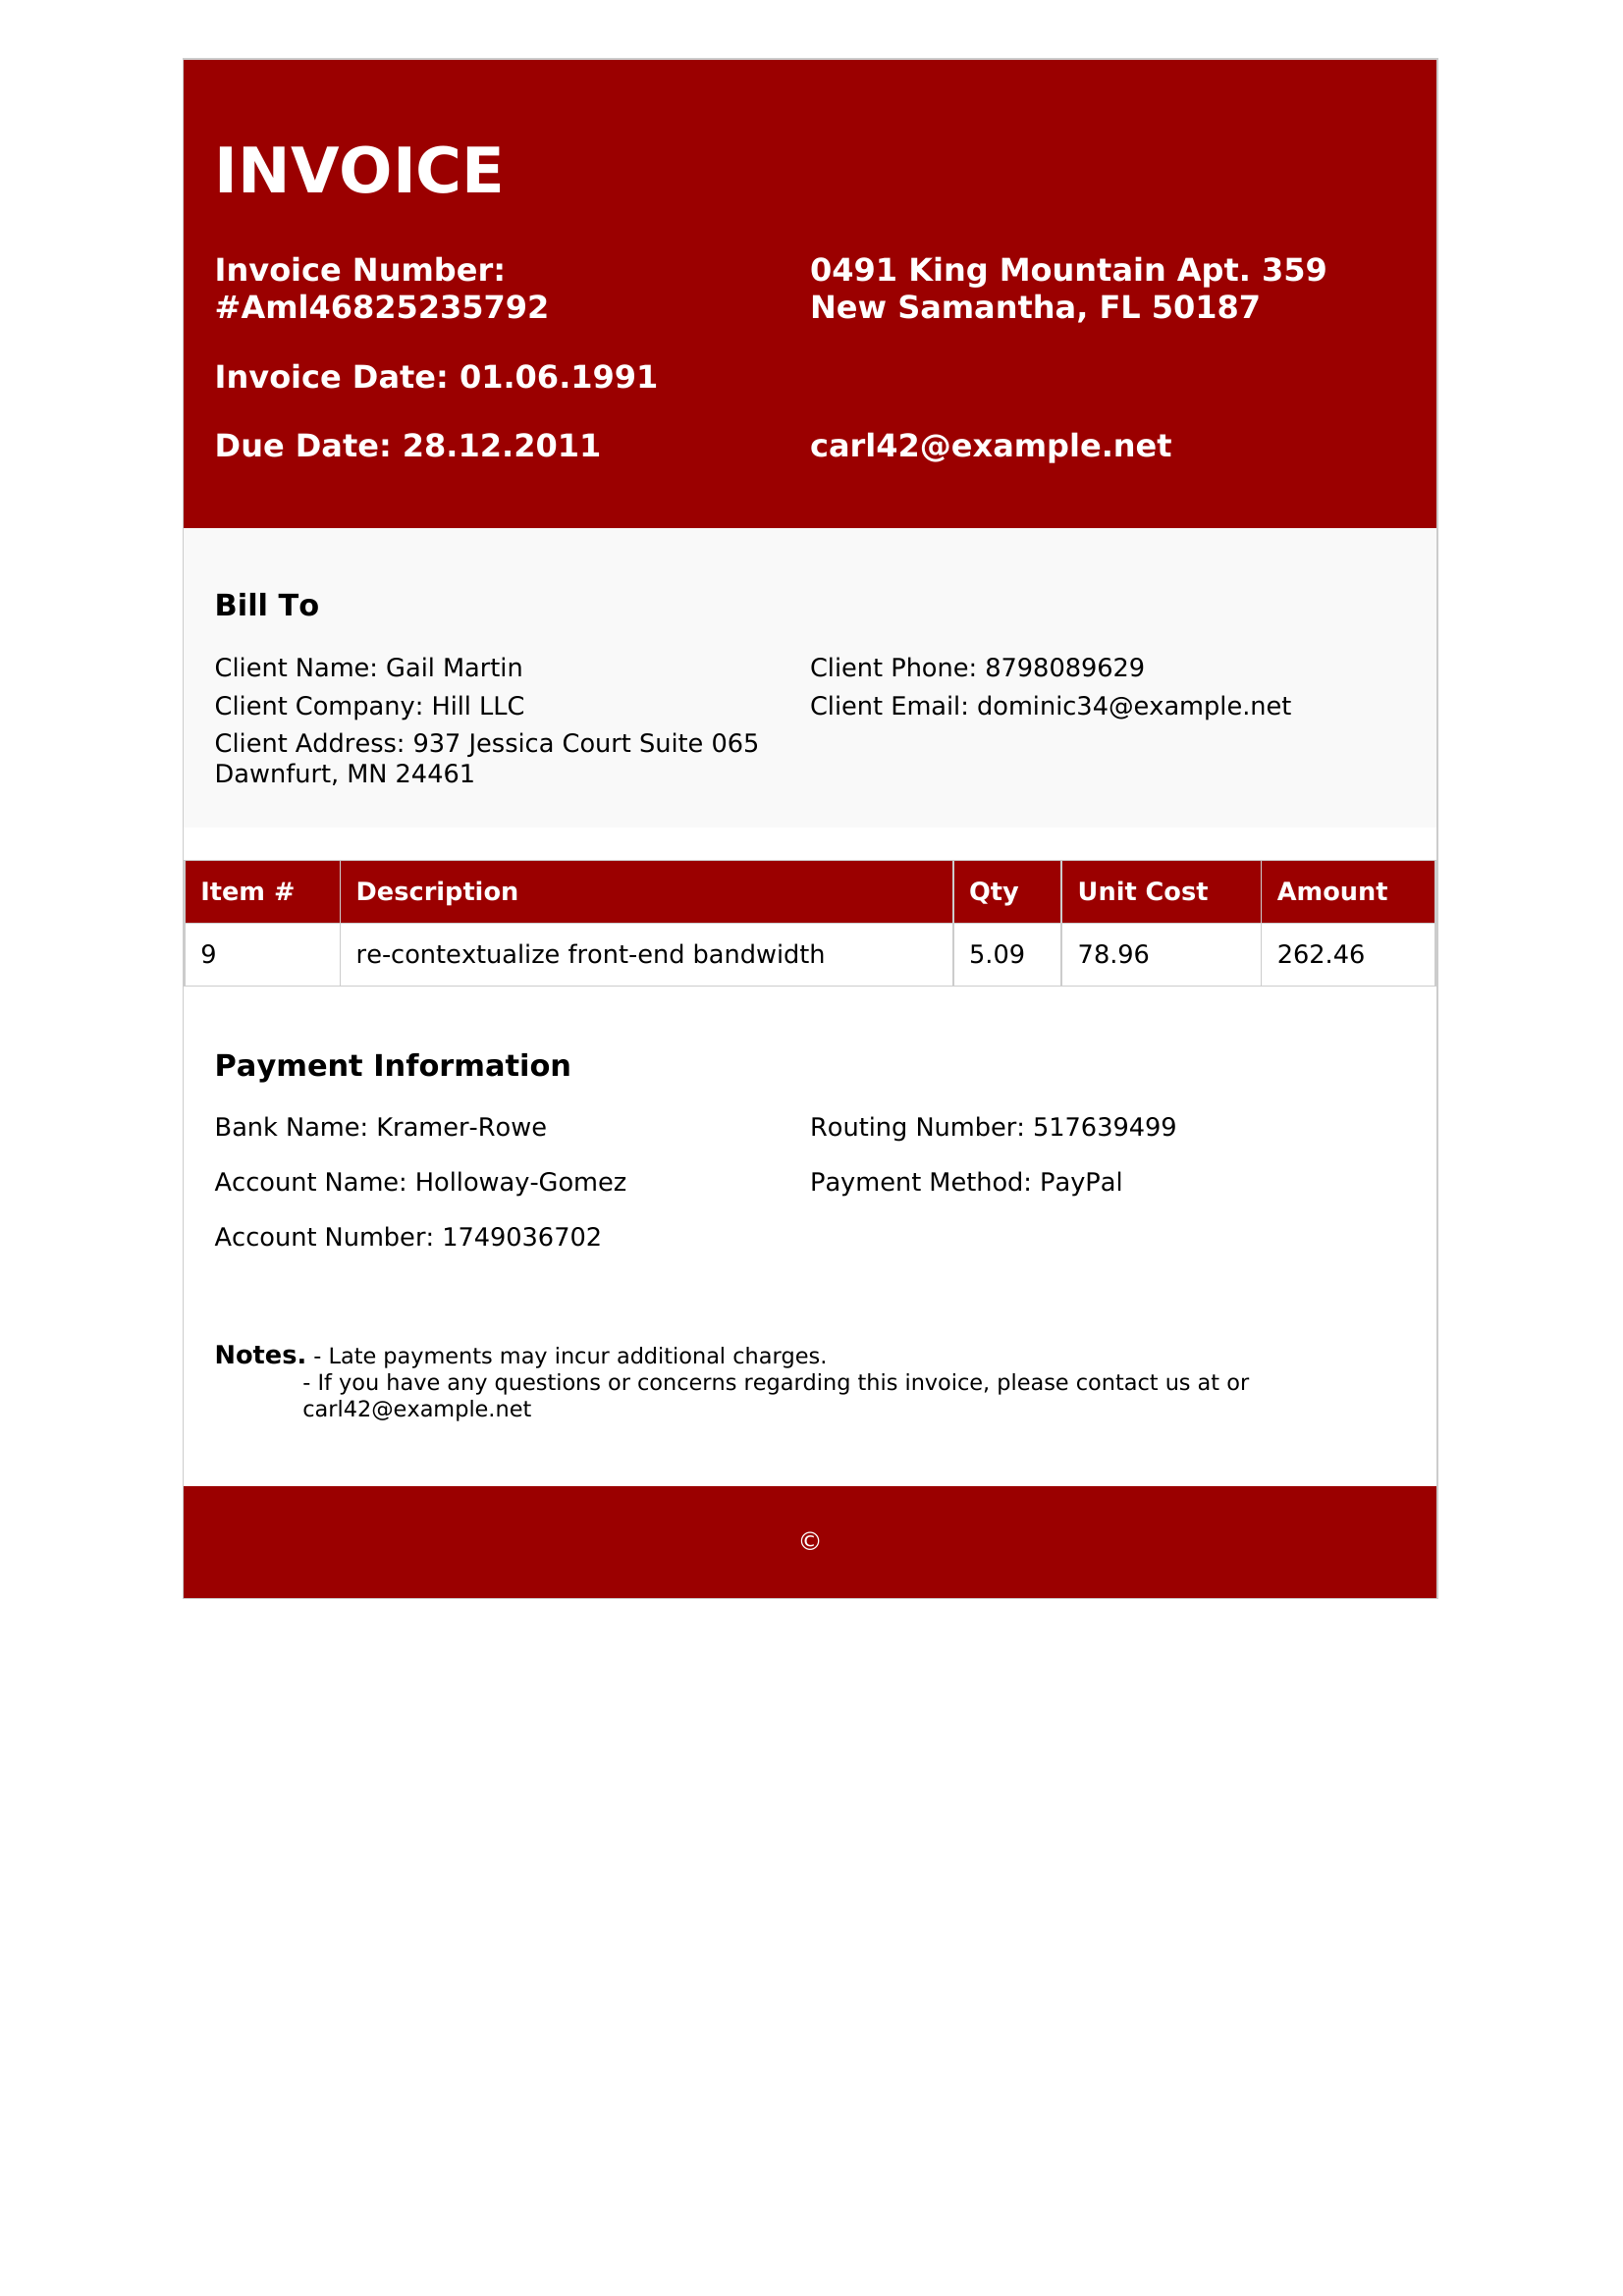 INVOICE
Invoice Number:
#Aml46825235792
Invoice Date: 01.06.1991
Due Date: 28.12.2011
0491 King Mountain Apt. 359
New Samantha, FL 50187
carl42@example.net
Bill To
Client Name: Gail Martin
Client Company: Hill LLC
Client Address: 937 Jessica Court Suite 065
Dawnfurt, MN 24461
Client Phone: 8798089629
Client Email: dominic34@example.net
Item # Description Qty Unit Cost Amount
9 re-contextualize front-end bandwidth 5.09 78.96 262.46
Payment Information
Bank Name: Kramer-Rowe
Account Name: Holloway-Gomez
Account Number: 1749036702
Routing Number: 517639499
Payment Method: PayPal
Notes. - Late payments may incur additional charges.
- If you have any questions or concerns regarding this invoice, please contact us at or
carl42@example.net
©